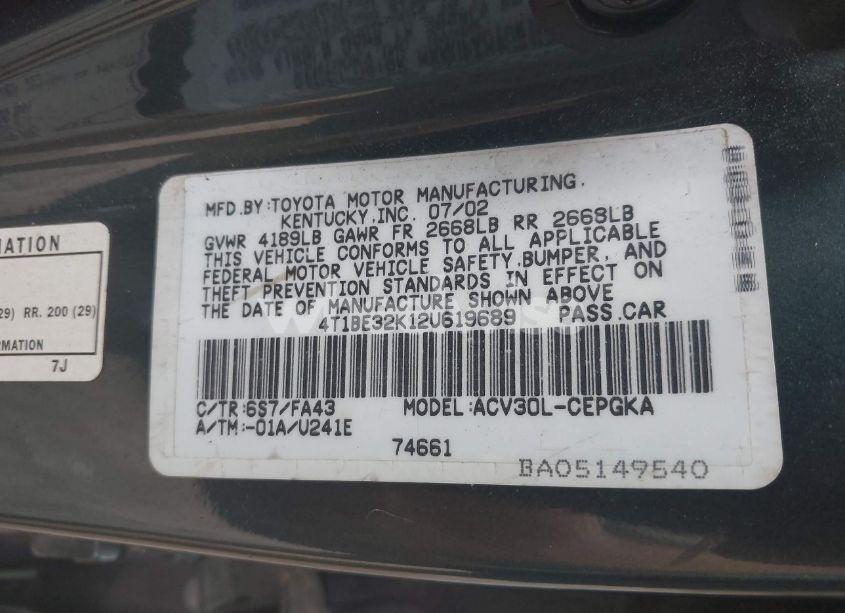 MATION
29) RR. 200 (29)
RMATION
7J
MFD.BY:TOYOTA MOTOR MANUFACTURING,
KENTUCKY,INC. 07/02
GVWR 4189LB GAWR FR 2668LB RR 2668LB
THIS VEHICLE CONFORMS TO ALL APPLICABLE
FEDERAL MOTOR VEHICLE SAFETY,BUMPER, AND
THEFT PREVENTION STANDARDS IN EFFECT ON
THE DATE OF MANUFACTURE SHOWN ABOVE
4T1BE32K12U619689 PASS.CAR
C/TR:6S7/FA43 MODEL:ACV30L-CEPGKA
A/TM:-01A/U241E
74661
BA05149540